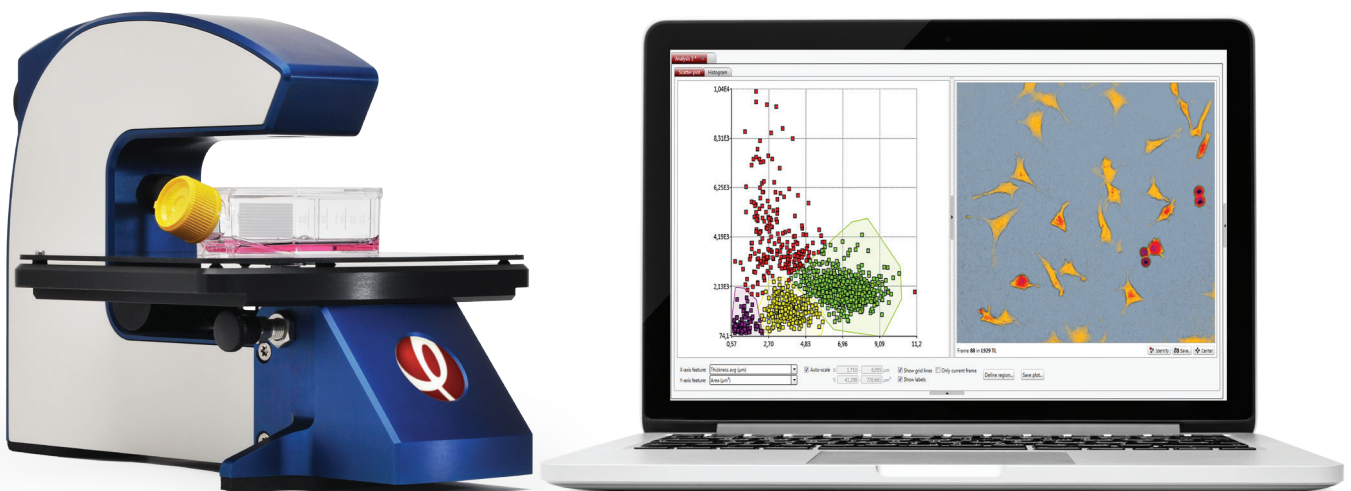 Analysis 3 *
Scatter plot Histogram
1,04E4
8,31E3
6,25E3
4,19E3
2,13E3
74,1
0,57 2,70 4,83 6,96 9,09 11,2
Frame 88 in 1929 TL
Identify Save... Center
X-axis feature: Thickness avg (µm)
Auto-scale X: µm
Show grid lines Only current frame
Y-axis feature: Area (µm²)
Y: µm²
Show labels
Define region... Save plot...